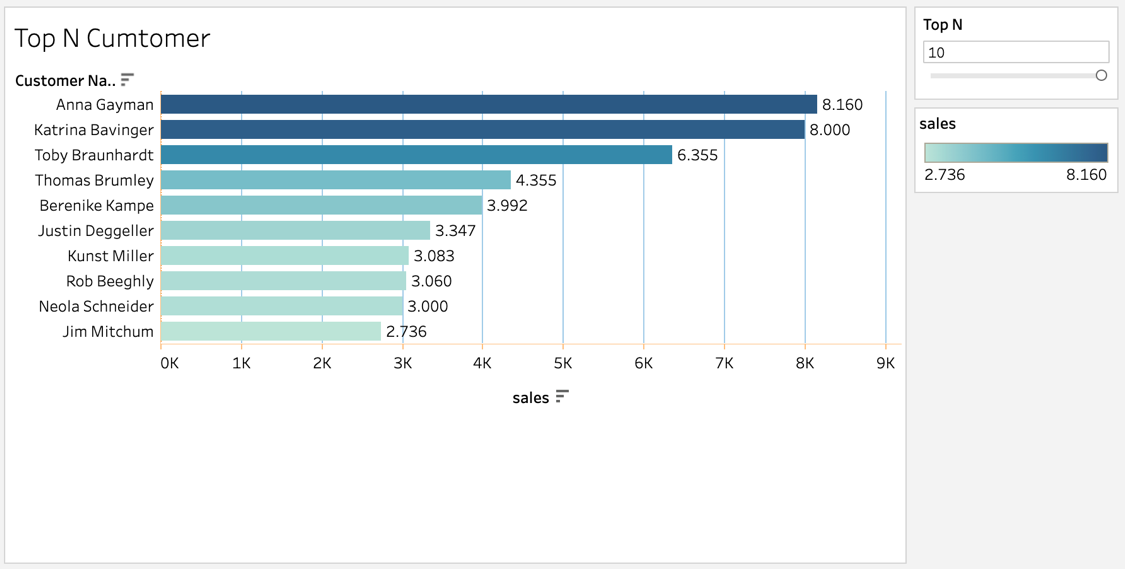 Top N Cumtomer
Customer Na..
Anna Gayman 8.160
Katrina Bavinger 8.000
Toby Braunhardt 6.355
Thomas Brumley 4.355
Berenike Kampe 3.992
Justin Deggeller 3.347
Kunst Miller 3.083
Rob Beeghly 3.060
Neola Schneider 3.000
Jim Mitchum 2.736
0K 1K 2K 3K 4K 5K 6K 7K 8K 9K
sales
Top N
10
sales
2.736 8.160